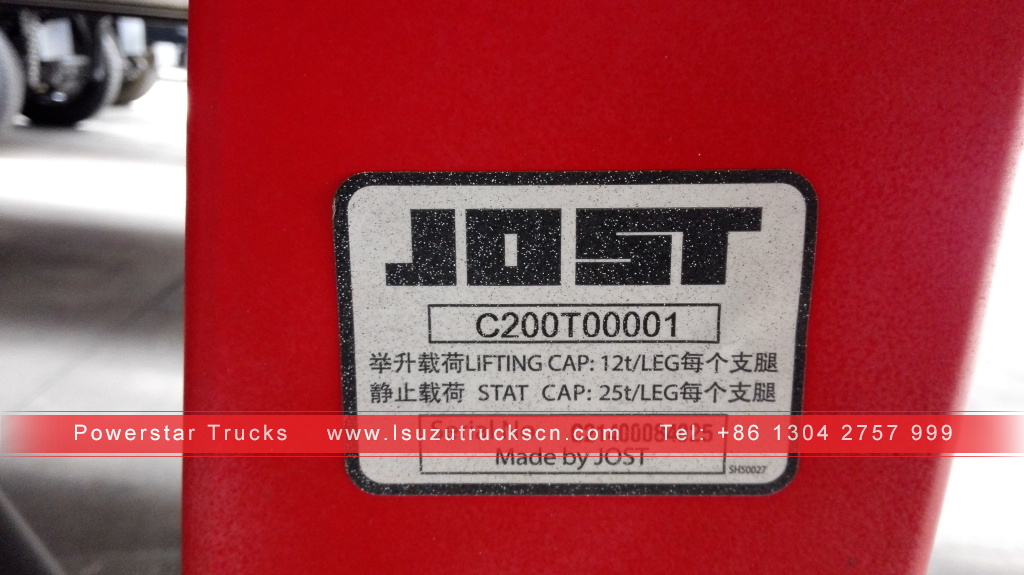 JOST
C200T00001
举升载荷LIFTING CAP: 12t/LEG每个支腿
静止载荷 STAT CAP: 25t/LEG每个支腿
Serial No.
Powerstar Trucks www.Isuzutruckscn.com Tel: +86 1304 2757 999
Made by JOST
SH50027